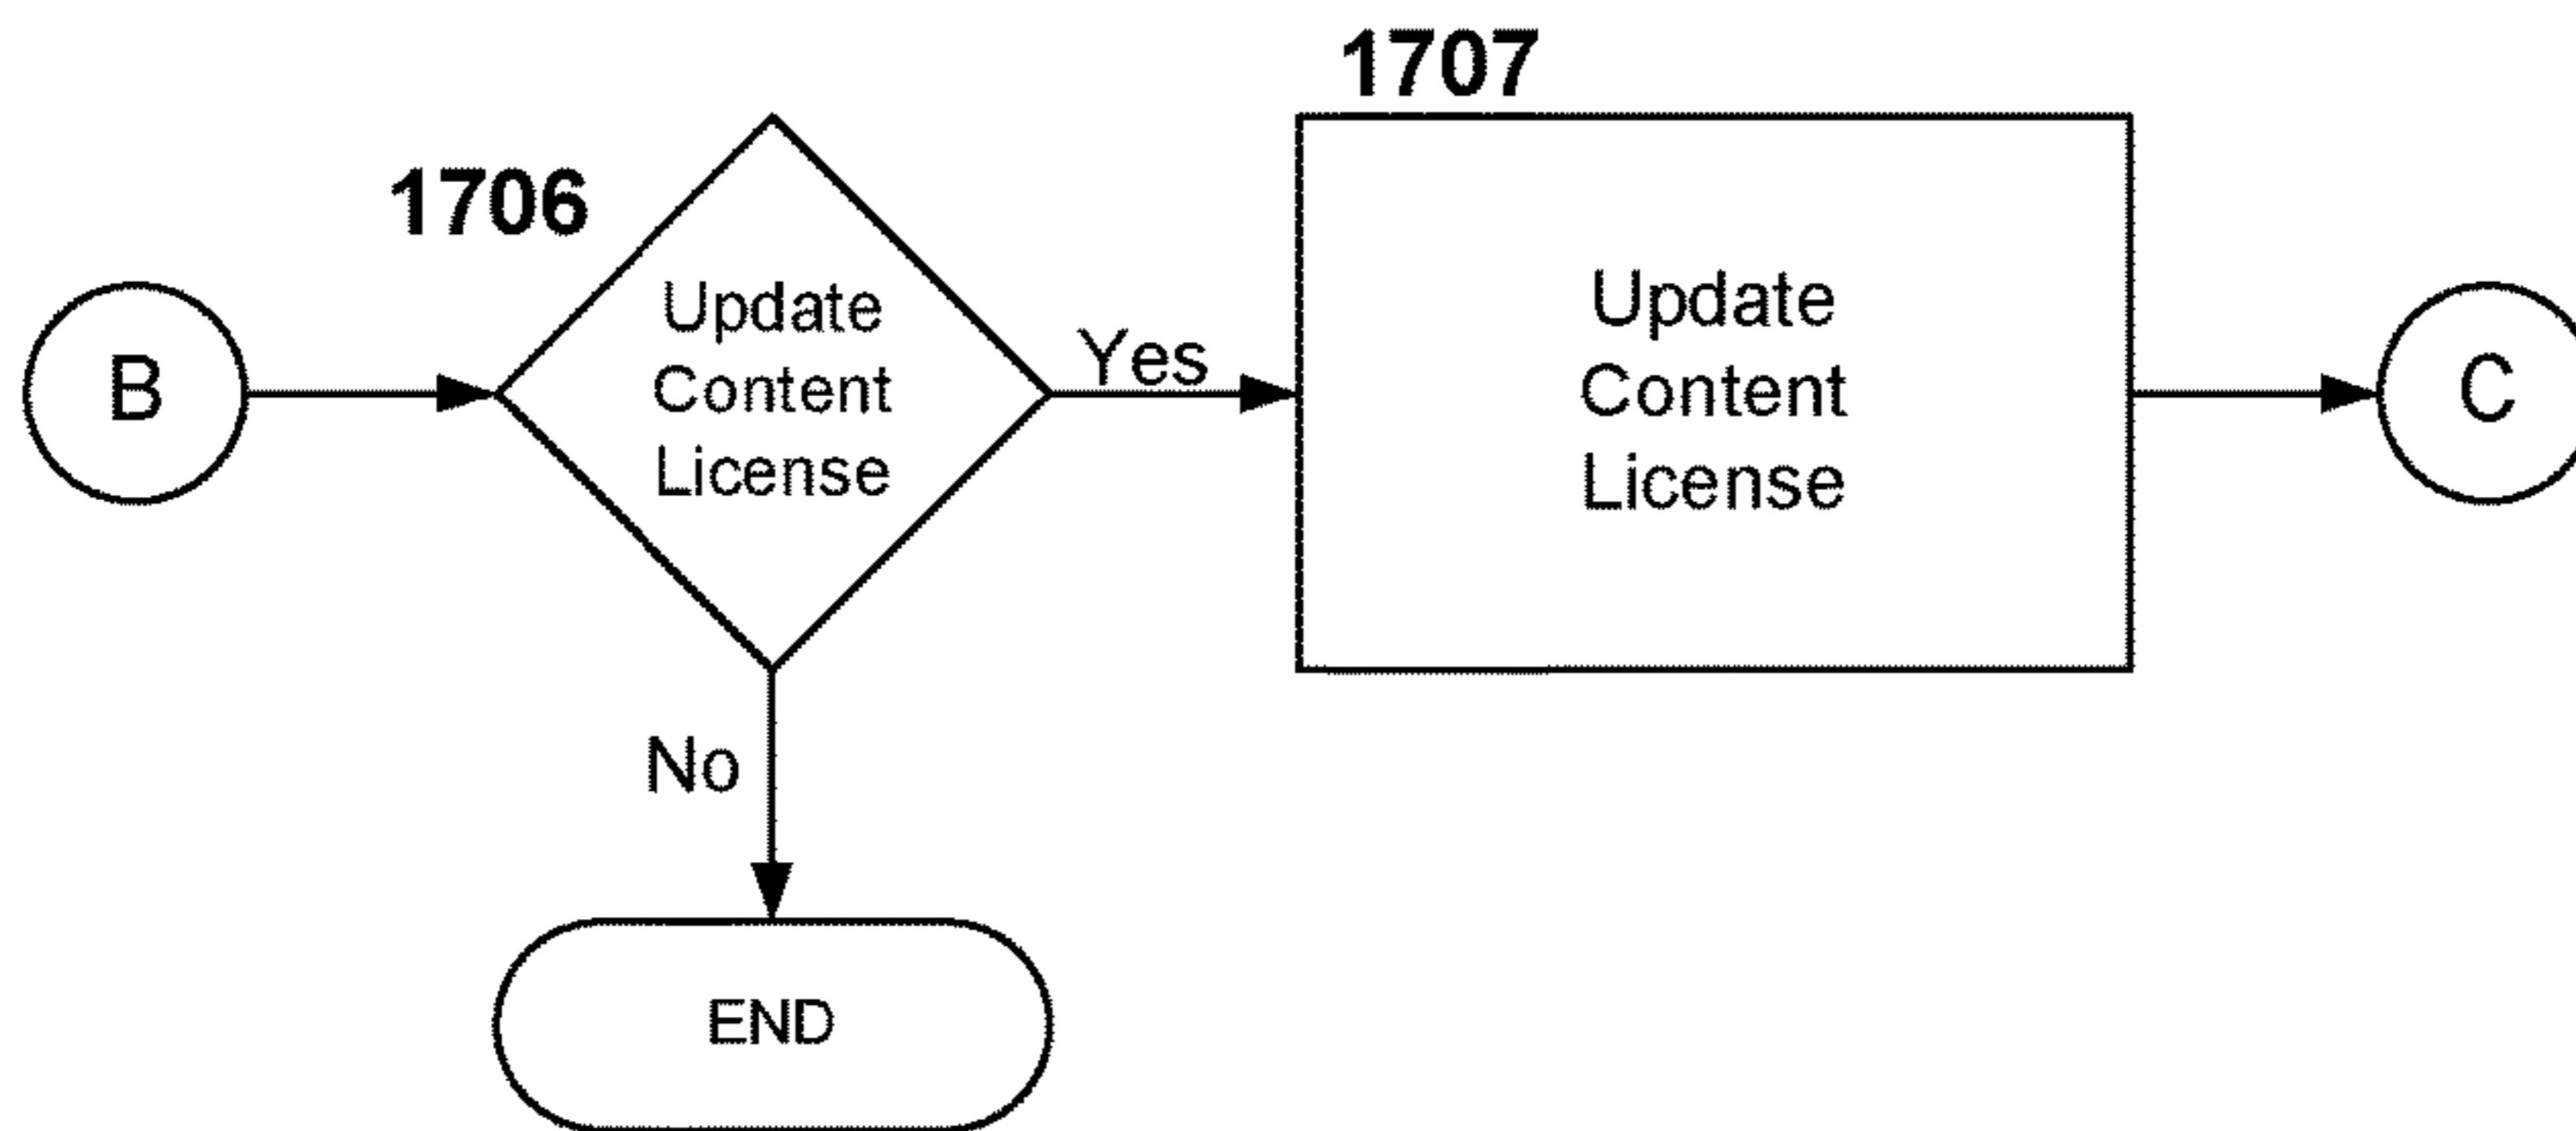 1707
1706
B
Update
Content
License
Yes
Update
Content
License
C
No
END